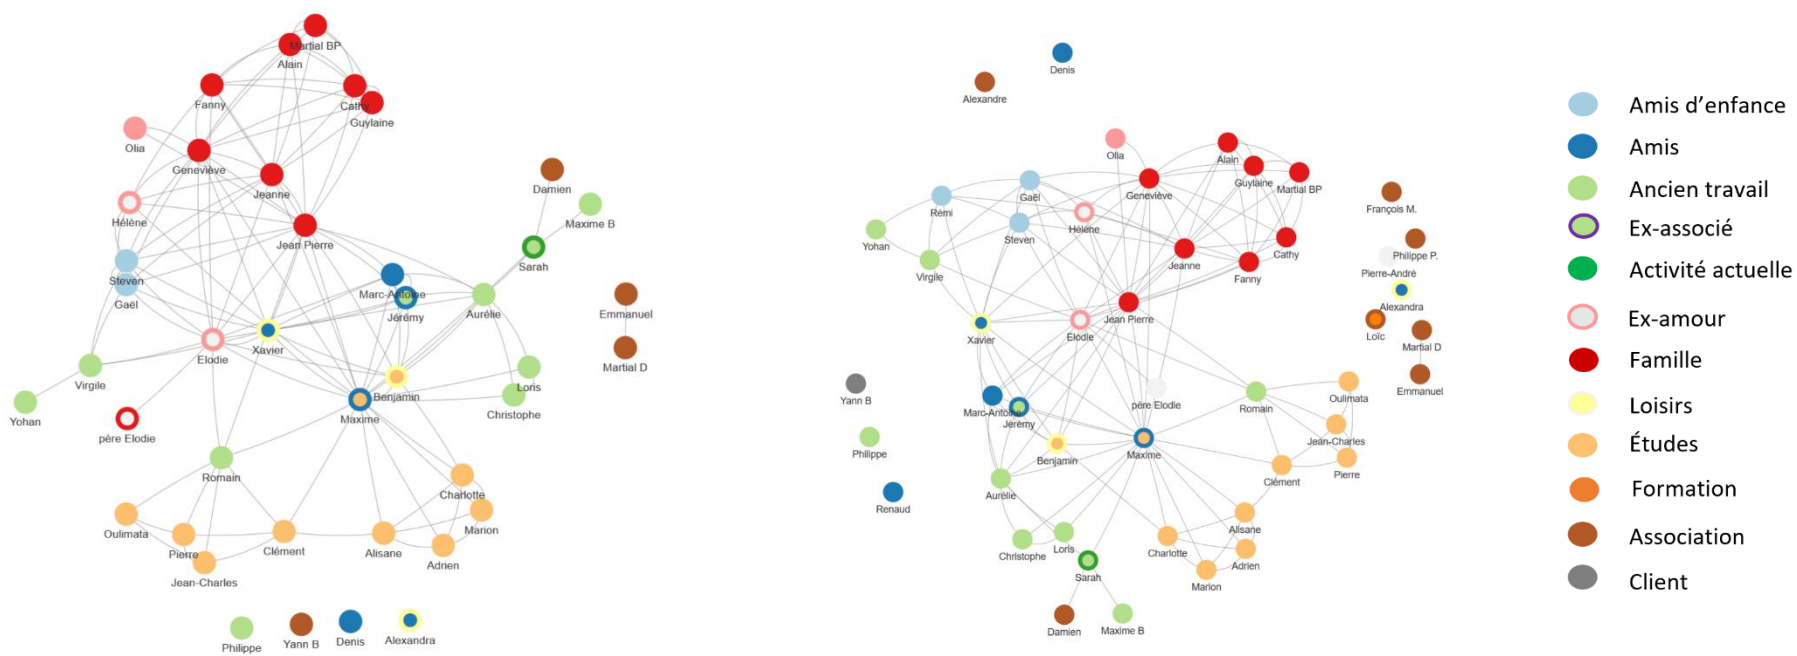 Martial BP
Alain
Fanny
Cathy
Guylaine
Olia
Geneviève
Jeanne
Hélène
Jean Pierre
Damien
Maxime B
Sarah
Steven
Gaël
Marc-Antoine
Jérémy
Aurélie
Emmanuel
Xavier
Elodie
Martial D
Virgile
Benjamin
Loris
Christophe
Yohan
père Elodie
Maxime
Romain
Charlotte
Oulimata
Pierre
Jean-Charles
Clément
Alisane
Marion
Adrien
Philippe
Yann B
Denis
Alexandra
Denis
Alexandre
Olia
Alain
Guylaine
Martial BP
Geneviève
Gaël
Rémi
Steven
Hélène
François M.
Yohan
Virgile
Jeanne
Fanny
Cathy
Philippe P.
Pierre-André
Alexandra
Jean Pierre
Xavier
Elodie
Loïc
Martial D
Emmanuel
Yann B
Marc-Antoine
Jérémy
père Elodie
Romain
Oulimata
Jean-Charles
Pierre
Philippe
Benjamin
Maxime
Clément
Renaud
Aurélie
Alisane
Christophe
Loris
Charlotte
Adrien
Marion
Sarah
Damien
Maxime B
Amis d’enfance
Amis
Ancien travail
Ex-associé
Activité actuelle
Ex-amour
Famille
Loisirs
Études
Formation
Association
Client